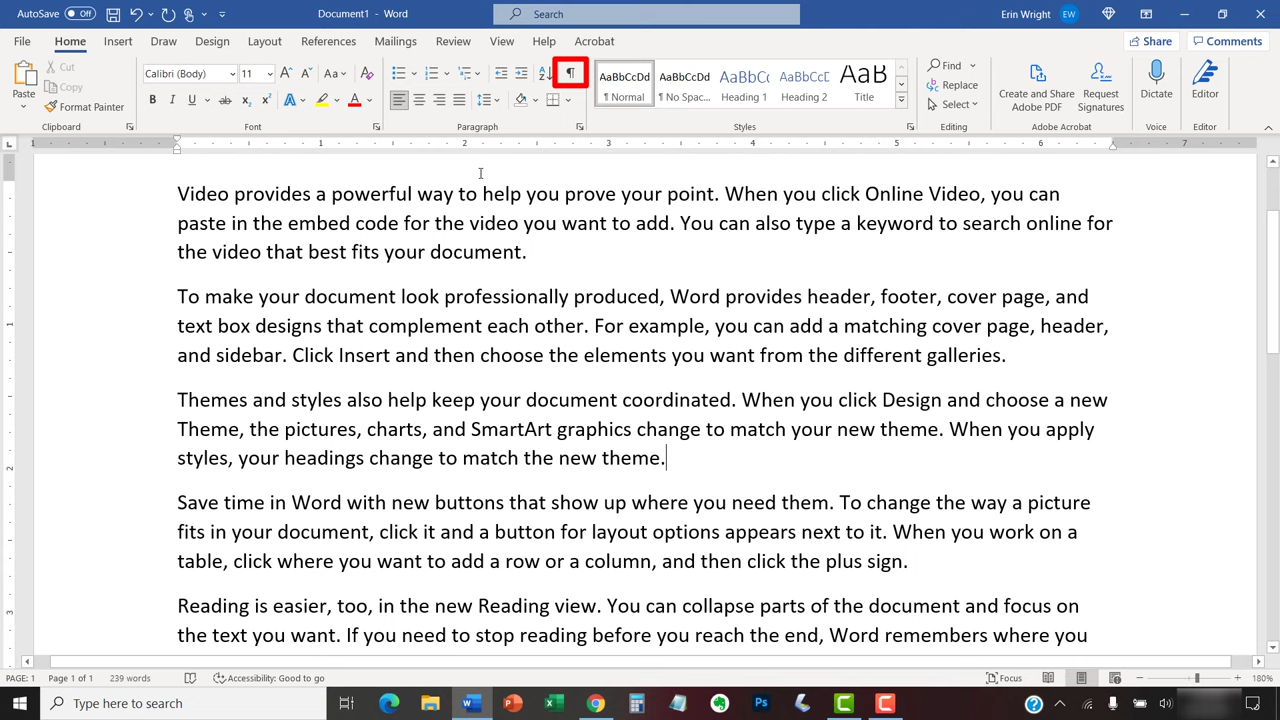 AutoSave Off
Document1 - Word
Search
Erin Wright EW
File Home Insert Draw Design Layout References Mailings Review View Help Acrobat
Share Comments
Paste
Cut
Copy
Format Painter
Clipboard
Calibri (Body) 11
Font
Paragraph
AaBbCcDd
¶ Normal
AaBbCcDd
¶ No Spac...
AaBbCc
Heading 1
AaBbCcD
Heading 2
AaB
Title
Styles
Find
Replace
Select
Editing
Create and Share
Adobe PDF
Request
Signatures
Adobe Acrobat
Dictate
Voice
Editor
Editor
1 1 2 3 4 5 6 7
Video provides a powerful way to help you prove your point. When you click Online Video, you can
paste in the embed code for the video you want to add. You can also type a keyword to search online for
the video that best fits your document.
To make your document look professionally produced, Word provides header, footer, cover page, and
text box designs that complement each other. For example, you can add a matching cover page, header,
and sidebar. Click Insert and then choose the elements you want from the different galleries.
Themes and styles also help keep your document coordinated. When you click Design and choose a new
Theme, the pictures, charts, and SmartArt graphics change to match your new theme. When you apply
styles, your headings change to match the new theme.
Save time in Word with new buttons that show up where you need them. To change the way a picture
fits in your document, click it and a button for layout options appears next to it. When you work on a
table, click where you want to add a row or a column, and then click the plus sign.
Reading is easier, too, in the new Reading view. You can collapse parts of the document and focus on
the text you want. If you need to stop reading before you reach the end, Word remembers where you
PAGE: 1 Page 1 of 1 239 words Accessibility: Good to go Focus 180%
Type here to search